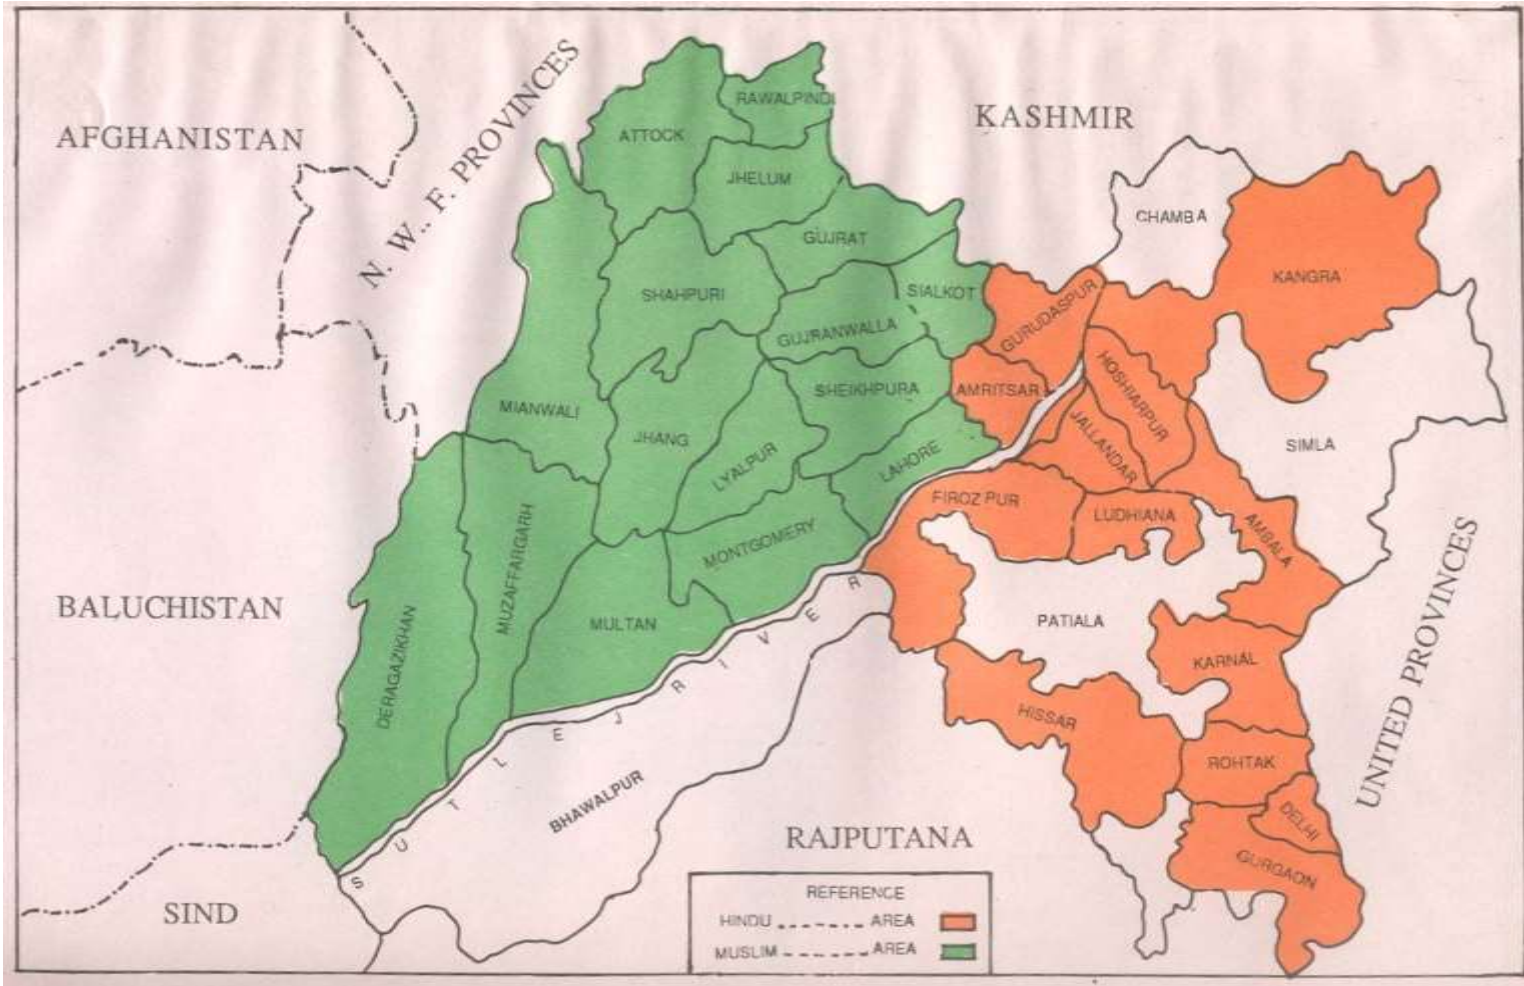 AFGHANISTAN
N. W.. F. PROVINCES
KASHMIR
RAWALPINDI
ATTOCK
JHELUM
CHAMBA
GUJRAT
KANGRA
SHAHPURI
SIALKOT
GURUDASPUR
GUJRANWALLA
MIANWALI
SHEIKHPURA
AMRITSAR
HOSHIARPUR
JALLANDAR
JHANG
LYALPUR
LAHORE
SIMLA
FIROZ PUR
LUDHIANA
AMBALA
MUZAFFARGARH
MONTGOMERY
BALUCHISTAN
DERAGAZIKHAN
MULTAN
PATIALA
KARNAL
UNITED PROVINCES
SUTLEJ RIVER
HISSAR
ROHTAK
BHAWALPUR
DELHI
RAJPUTANA
GURGAON
SIND
REFERENCE
HINDU AREA
MUSLIM AREA